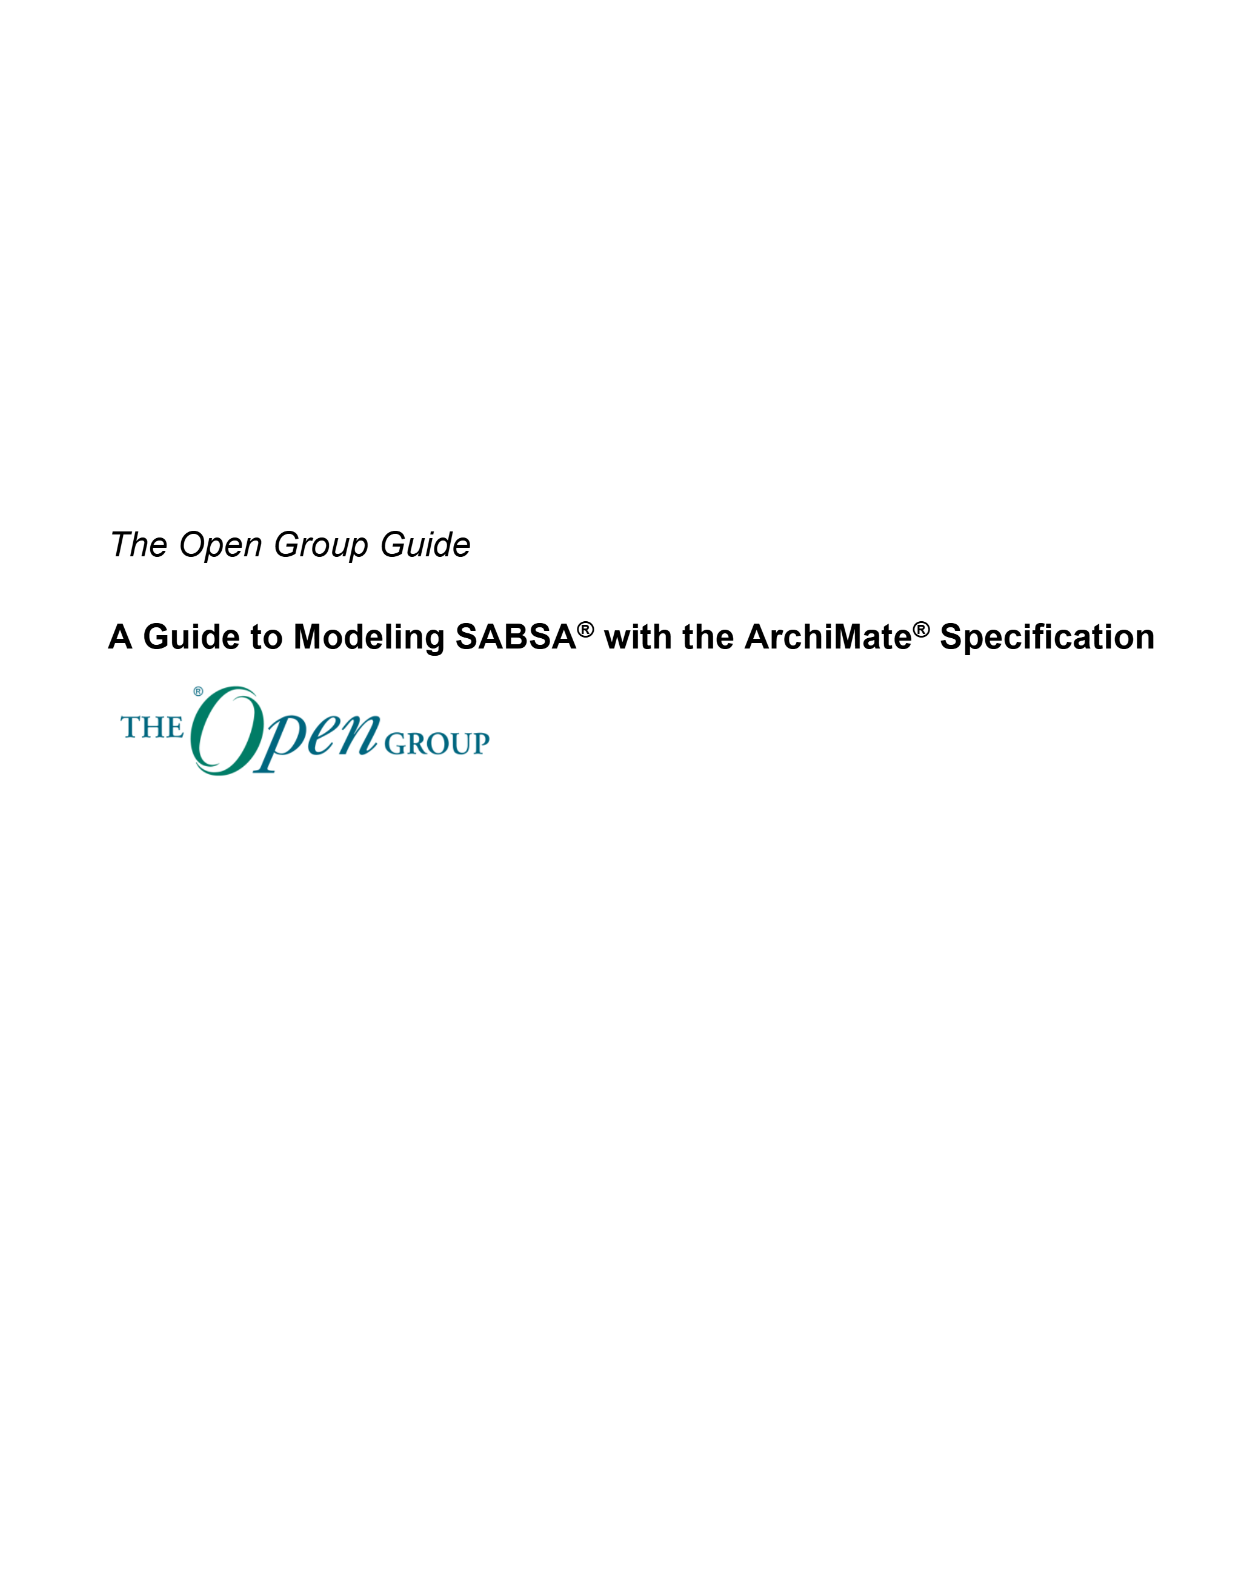 The Open Group Guide
A Guide to Modeling SABSA® with the ArchiMate® Specification
THE Open® GROUP